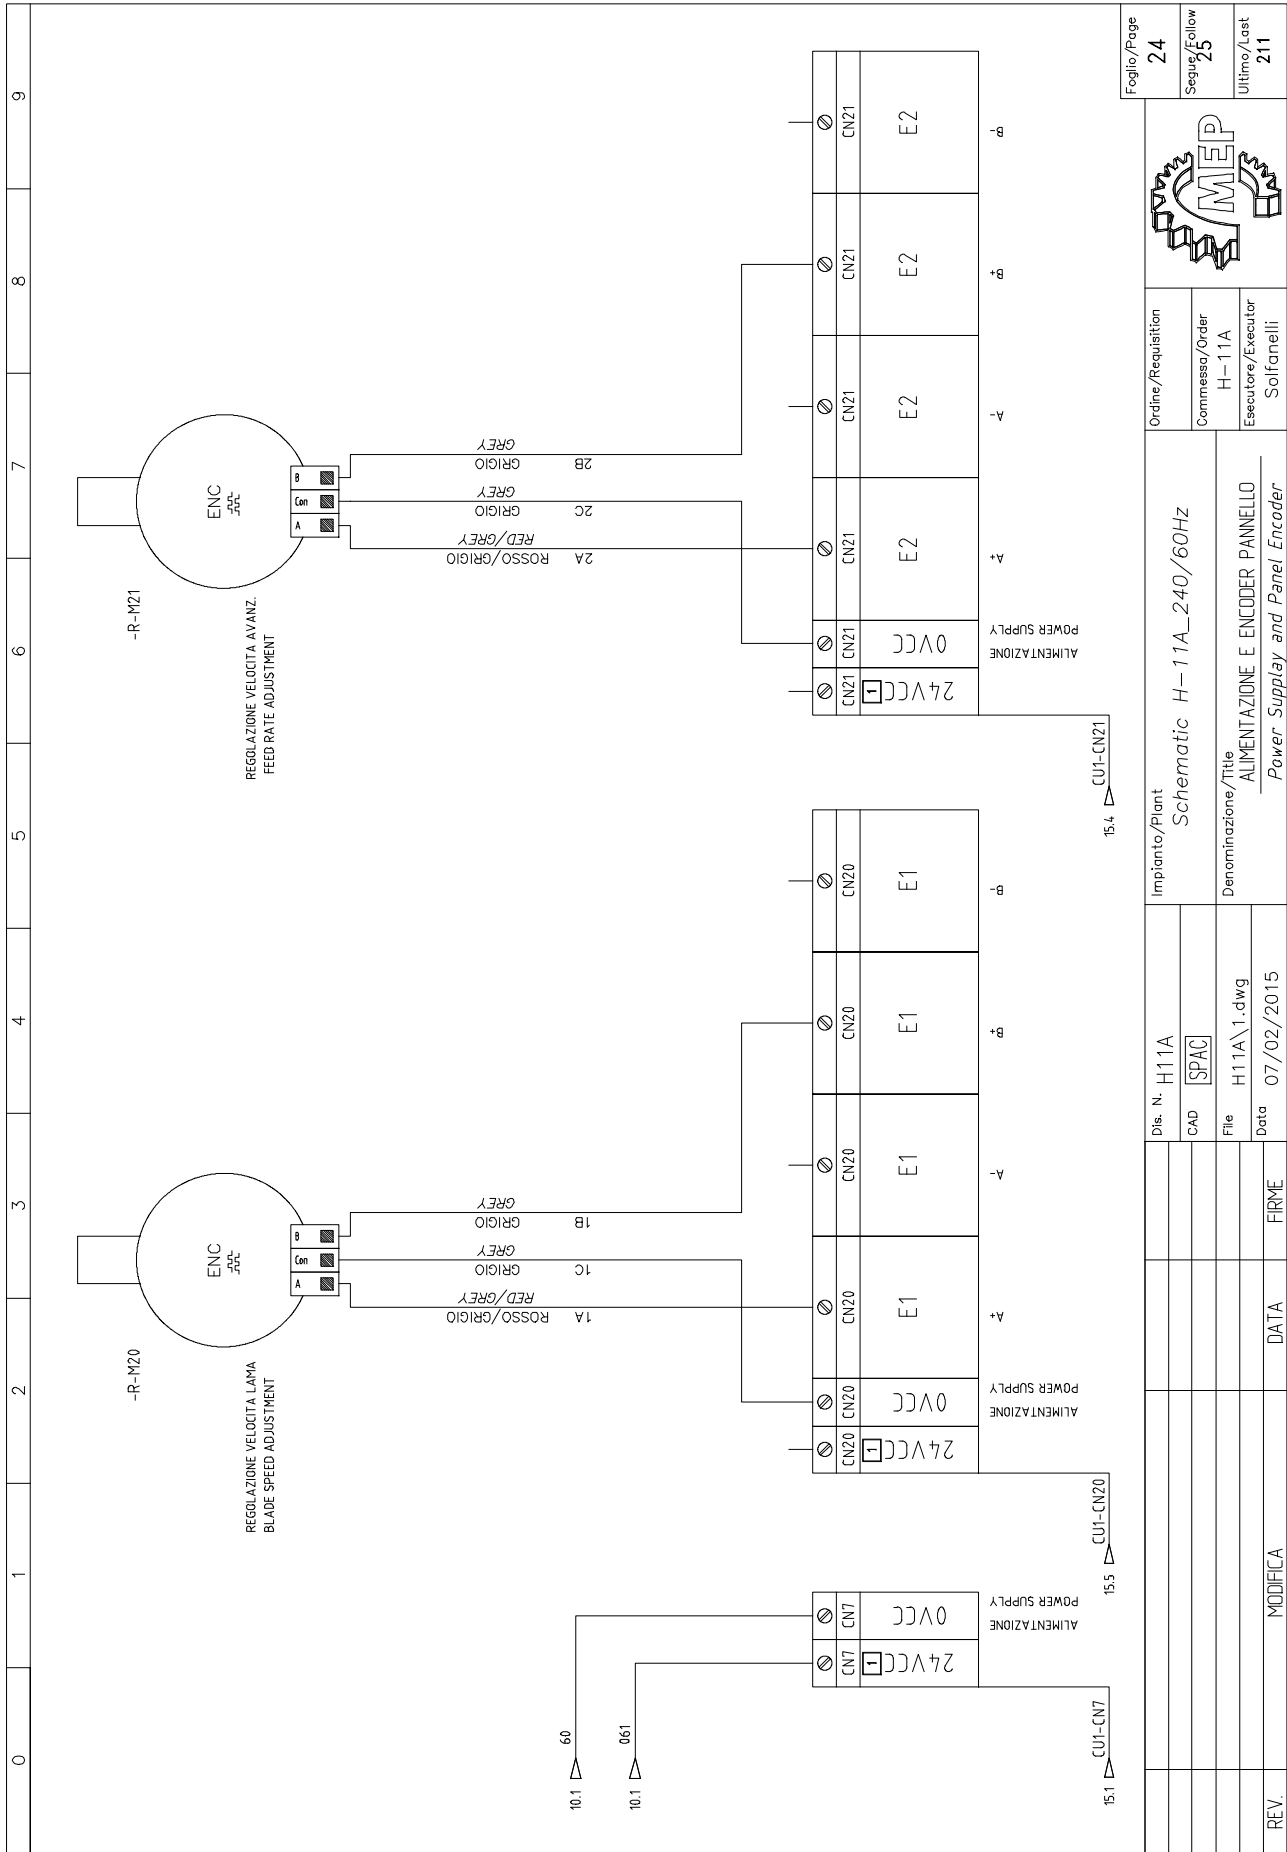 0 1 2 3 4 5 6 7 8 9
-R-M20
REGOLAZIONE VELOCITA LAMA
BLADE SPEED ADJUSTMENT
ENC
A Con B
-R-M21
REGOLAZIONE VELOCITA AVANZ.
FEED RATE ADJUSTMENT
ENC
A Con B
ROSSO/GRIGIO
RED/GREY
1A
GRIGIO
GREY
1C
GRIGIO
GREY
1B
ROSSO/GRIGIO
RED/GREY
2A
GRIGIO
GREY
2C
GRIGIO
GREY
2B
10.1 60
10.1 061
CN7 CN7
1 24VCC 0VCC
ALIMENTAZIONE
POWER SUPPLY
15.1 CU1-CN7
CN20 CN20 CN20 CN20 CN20 CN20
1 24VCC 0VCC E1 E1 E1 E1
ALIMENTAZIONE
POWER SUPPLY
A+ A- B+ B-
15.5 CU1-CN20
CN21 CN21 CN21 CN21 CN21 CN21
1 24VCC 0VCC E2 E2 E2 E2
ALIMENTAZIONE
POWER SUPPLY
A+ A- B+ B-
15.4 CU1-CN21
REV. MODIFICA DATA FIRME
Dis. N. H11A
CAD SPAC
File H11A\1.dwg
Data 07/02/2015
Impianto/Plant
Schematic H-11A_240/60Hz
Denominazione/Title
ALIMENTAZIONE E ENCODER PANNELLO
Power Supplay and Panel Encoder
Ordine/Requisition
Commessa/Order
H-11A
Esecutore/Executor
Solfanelli
MEP
Foglio/Page
24
Segue/Follow
25
Ultimo/Last
211